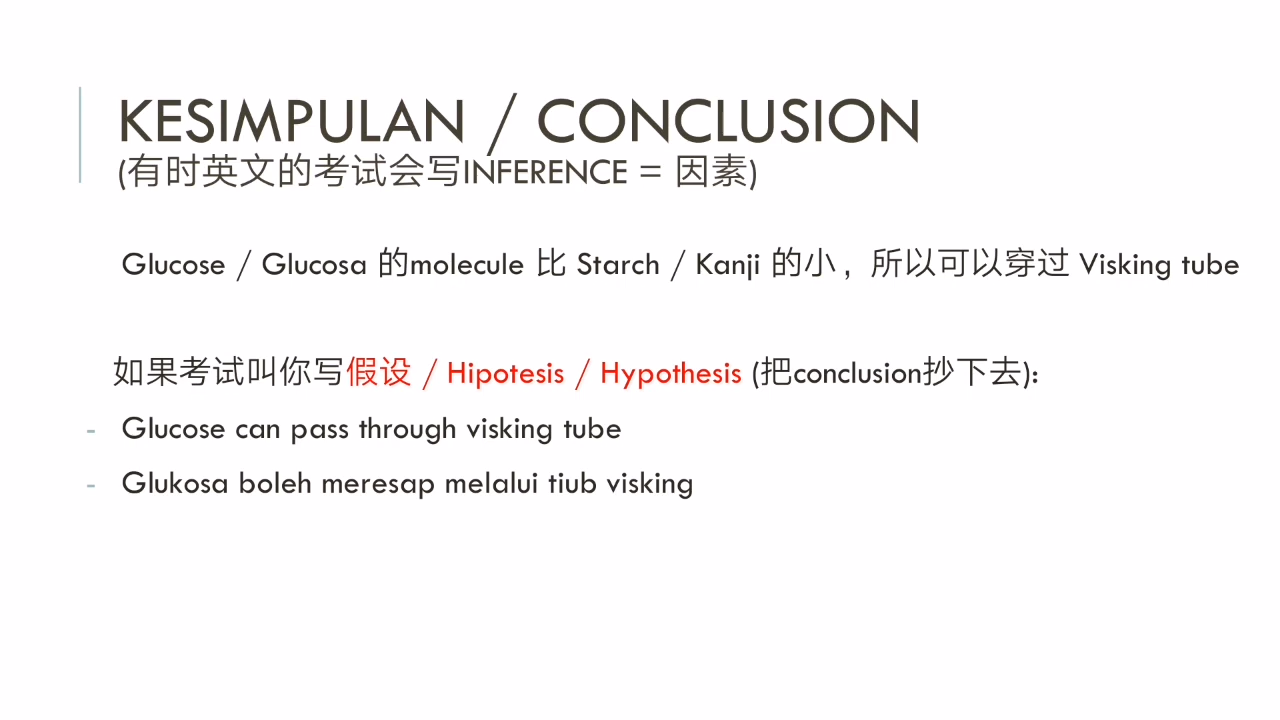 KESIMPULAN / CONCLUSION
(有时英文的考试会写INFERENCE = 因素)
Glucose / Glucosa 的molecule 比 Starch / Kanji 的小，所以可以穿过 Visking tube
如果考试叫你写假设 / Hipotesis / Hypothesis (把conclusion抄下去):
- Glucose can pass through visking tube
- Glukosa boleh meresap melalui tiub visking